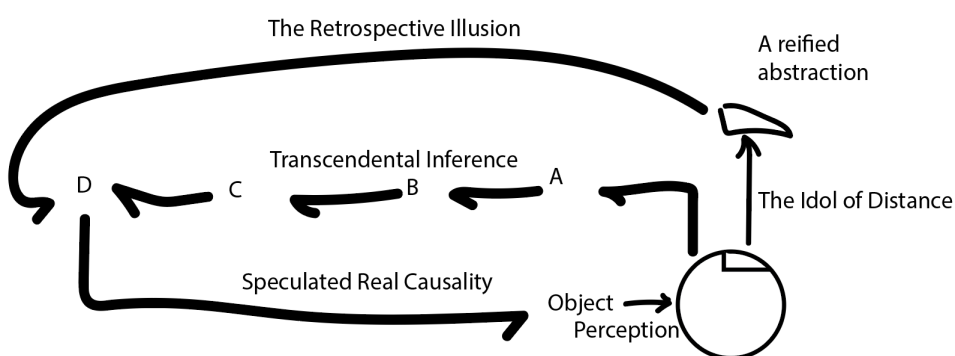 The Retrospective Illusion
A reified
abstraction
Transcendental Inference
D
C
B
A
The Idol of Distance
Speculated Real Causality
Object
Perception